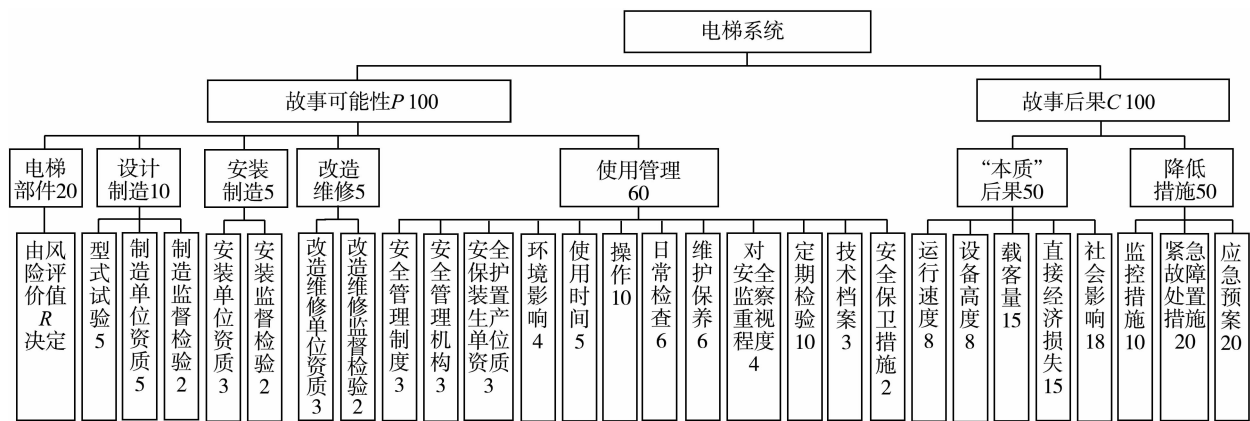 电梯系统
故事可能性P 100
故事后果C 100
电梯
部件20
设计
制造10
安装
制造5
改造
维修5
使用管理
60
“本质”
后果50
降低
措施50
由风
险评
价值
R
决定
型式试验5
制造单位资质5
制造监督检验2
安装单位资质3
安装监督检验2
改造维修单位资质3
改造维修监督检验2
安全管理制度3
安全管理机构3
安全
保护
装置
生产
单位
资质
3
环境影响4
使用时间5
操作10
日常检查6
维护保养6
对
安全
监察
重视
程度
4
定期检验10
技术档案3
安全保卫措施2
运行速度8
设备高度8
载客量15
直接经济损失15
社会影响18
监控措施10
紧急
故障
处置
措施
20
应急预案20